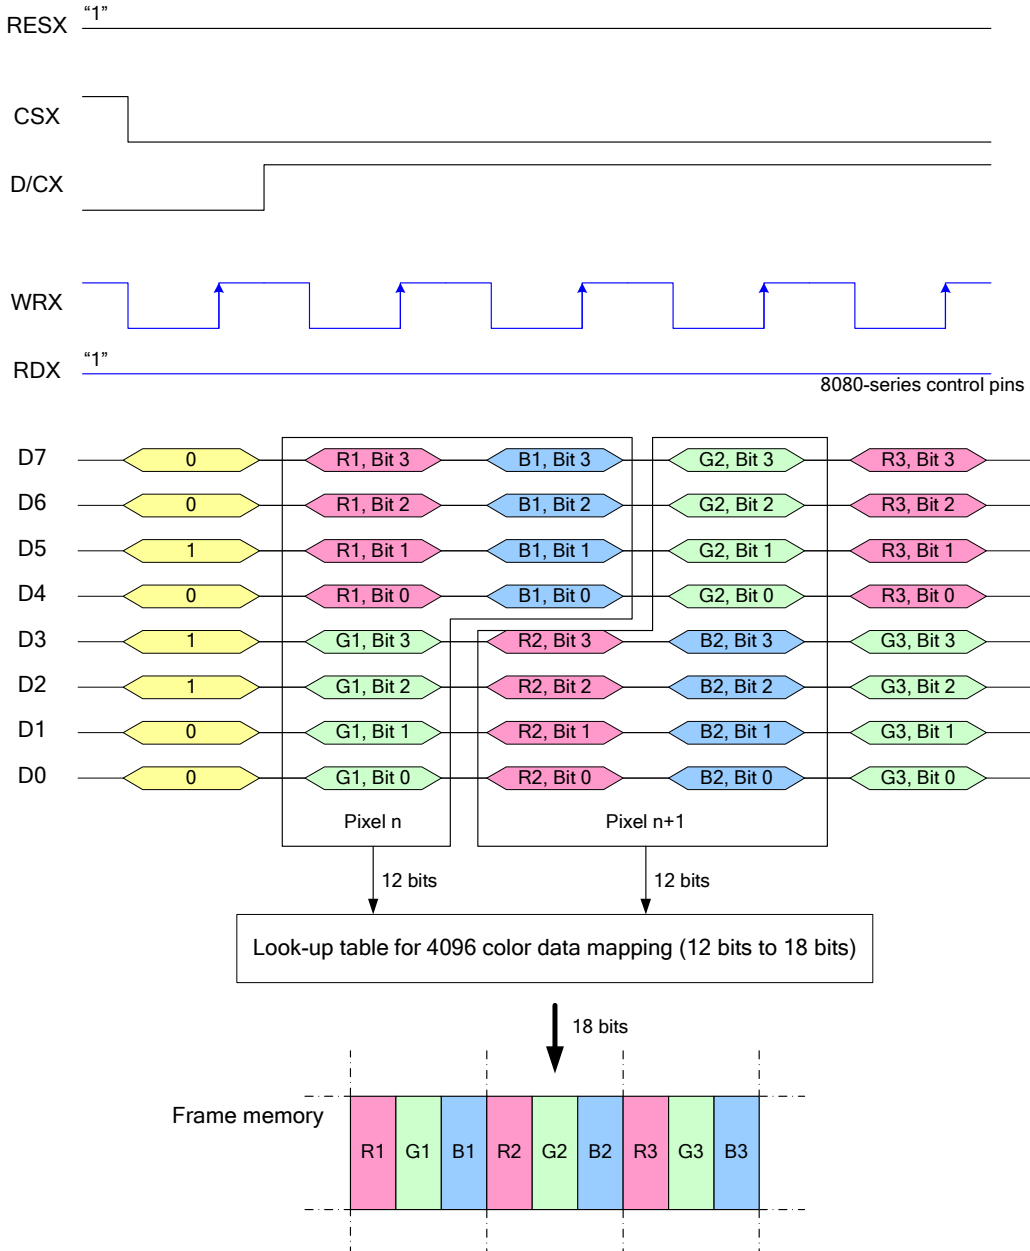 RESX “1”
CSX
D/CX
WRX
RDX “1”
8080-series control pins
D7 0 R1, Bit 3 B1, Bit 3 G2, Bit 3 R3, Bit 3
D6 0 R1, Bit 2 B1, Bit 2 G2, Bit 2 R3, Bit 2
D5 1 R1, Bit 1 B1, Bit 1 G2, Bit 1 R3, Bit 1
D4 0 R1, Bit 0 B1, Bit 0 G2, Bit 0 R3, Bit 0
D3 1 G1, Bit 3 R2, Bit 3 B2, Bit 3 G3, Bit 3
D2 1 G1, Bit 2 R2, Bit 2 B2, Bit 2 G3, Bit 2
D1 0 G1, Bit 1 R2, Bit 1 B2, Bit 1 G3, Bit 1
D0 0 G1, Bit 0 R2, Bit 0 B2, Bit 0 G3, Bit 0
Pixel n Pixel n+1
12 bits 12 bits
Look-up table for 4096 color data mapping (12 bits to 18 bits)
18 bits
Frame memory
R1 G1 B1 R2 G2 B2 R3 G3 B3